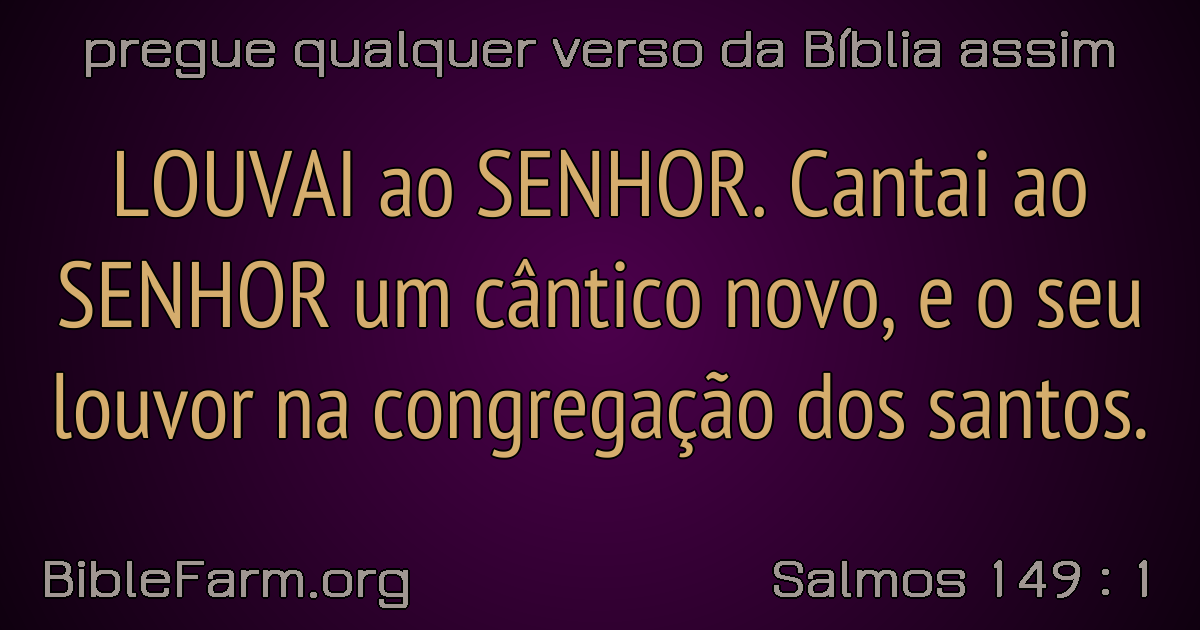 pregue qualquer verso da Bíblia assim
LOUVAI ao SENHOR. Cantai ao
SENHOR um cântico novo, e o seu
louvor na congregação dos santos.
BibleFarm.org
Salmos 149 : 1